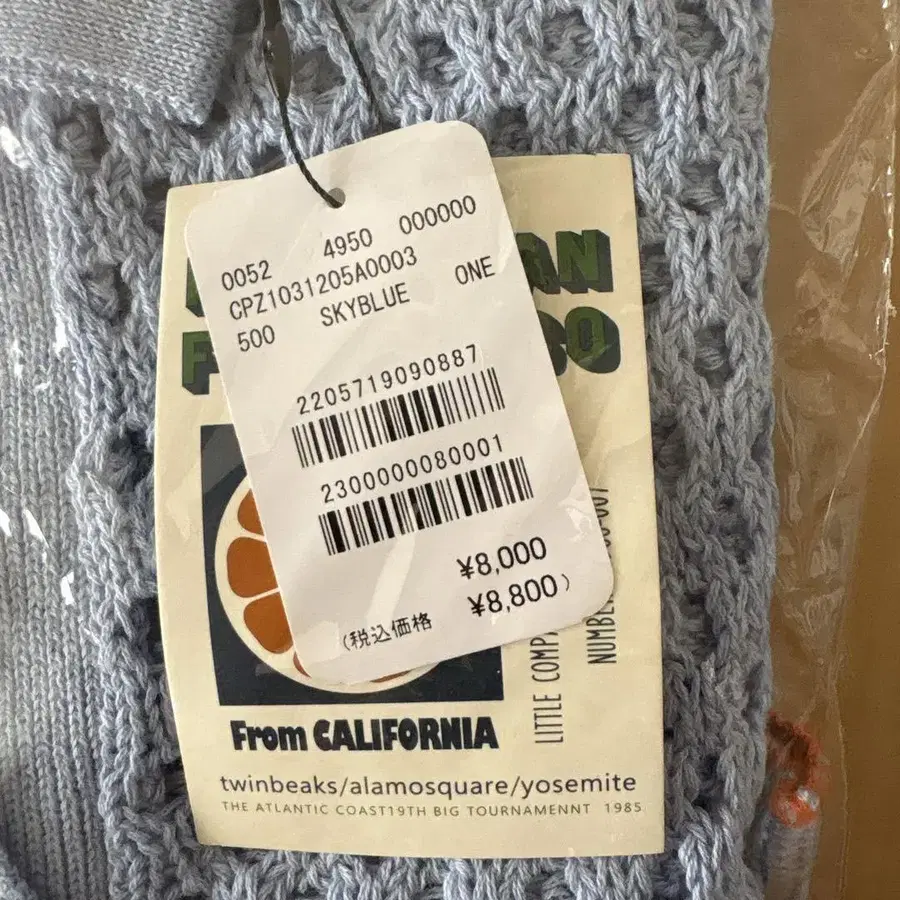 0052 4950 000000
CPZ1031205A0003
500 SKYBLUE ONE
2205719090887
2300000080001
¥8,000
(税込価格 ¥8,800)
From CALIFORNIA
twinbeaks/alamosquare/yosemite
THE ATLANTIC COAST19TH BIG TOURNAMENNT 1985
LITTLE